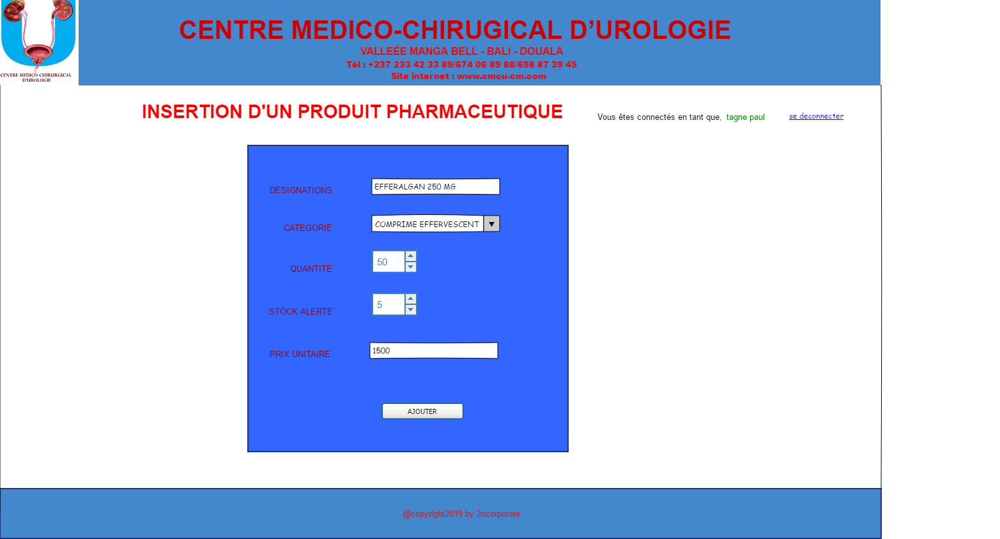 CENTRE MEDICO-CHIRURGICAL
D'UROLOGIE
CENTRE MEDICO-CHIRUGICAL D’UROLOGIE
VALLEÉE MANGA BELL - BALI - DOUALA
Tél : +237 233 42 33 89/674 06 89 88/698 87 39 45
Site internet : www.cmcu-cm.com
INSERTION D'UN PRODUIT PHARMACEUTIQUE
Vous êtes connectés en tant que, tagne paul
se deconnecter
DESIGNATIONS
EFFERALGAN 250 MG
CATEGORIE
COMPRIME EFFERVESCENT
QUANTITE
50
STOCK ALERTE
5
PRIX UNITAIRE
1500
AJOUTER
@copyright2019 by 2ncorporate